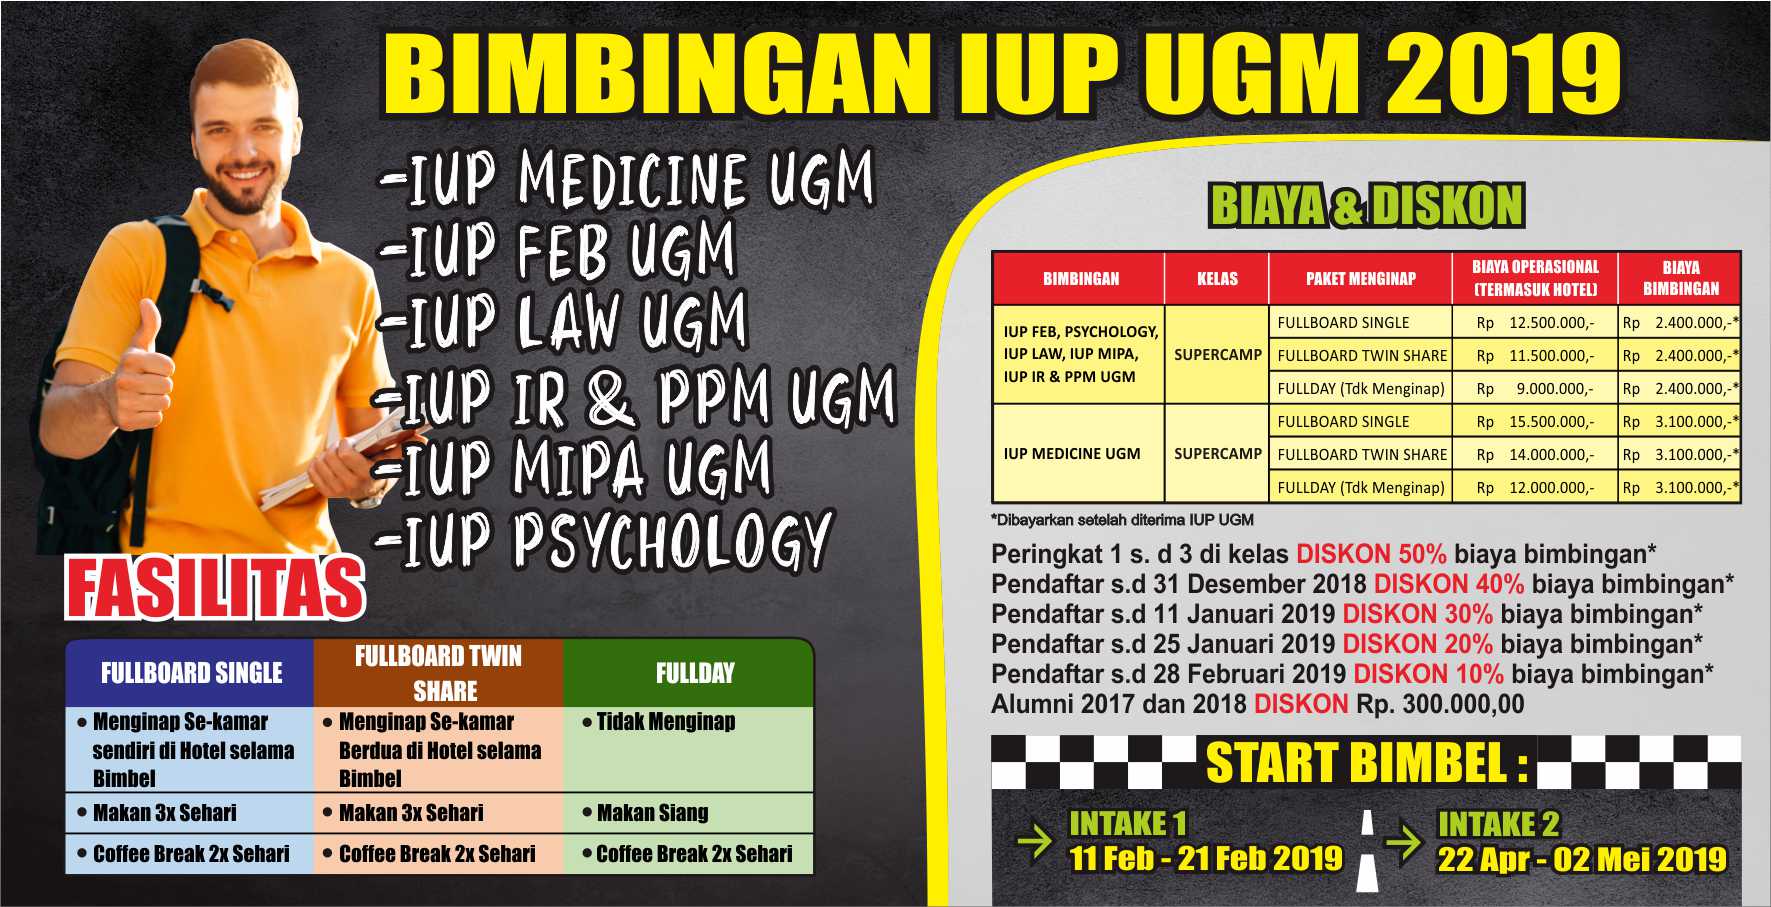 BIMBINGAN IUP UGM 2019
-IUP MEDICINE UGM
-IUP FEB UGM
-IUP LAW UGM
-IUP IR & PPM UGM
-IUP MIPA UGM
-IUP PSYCHOLOGY
FASILITAS
FULLBOARD SINGLE
• Menginap Se-kamar
sendiri di Hotel selama
Bimbel
• Makan 3x Sehari
• Coffee Break 2x Sehari
FULLBOARD TWIN
SHARE
• Menginap Se-kamar
Berdua di Hotel selama
Bimbel
• Makan 3x Sehari
• Coffee Break 2x Sehari
FULLDAY
• Tidak Menginap
• Makan Siang
• Coffee Break 2x Sehari
BIAYA & DISKON
BIMBINGAN KELAS PAKET MENGINAP BIAYA OPERASIONAL (TERMASUK HOTEL) BIAYA BIMBINGAN
IUP FEB, PSYCHOLOGY,
IUP LAW, IUP MIPA,
IUP IR & PPM UGM
SUPERCAMP
FULLBOARD SINGLE Rp 12.500.000,- Rp 2.400.000,-*
FULLBOARD TWIN SHARE Rp 11.500.000,- Rp 2.400.000,-*
FULLDAY (Tdk Menginap) Rp 9.000.000,- Rp 2.400.000,-*
IUP MEDICINE UGM
SUPERCAMP
FULLBOARD SINGLE Rp 15.500.000,- Rp 3.100.000,-*
FULLBOARD TWIN SHARE Rp 14.000.000,- Rp 3.100.000,-*
FULLDAY (Tdk Menginap) Rp 12.000.000,- Rp 3.100.000,-*
*Dibayarkan setelah diterima IUP UGM
Peringkat 1 s. d 3 di kelas DISKON 50% biaya bimbingan*
Pendaftar s.d 31 Desember 2018 DISKON 40% biaya bimbingan*
Pendaftar s.d 11 Januari 2019 DISKON 30% biaya bimbingan*
Pendaftar s.d 25 Januari 2019 DISKON 20% biaya bimbingan*
Pendaftar s.d 28 Februari 2019 DISKON 10% biaya bimbingan*
Alumni 2017 dan 2018 DISKON Rp. 300.000,00
START BIMBEL :
INTAKE 1
11 Feb - 21 Feb 2019
INTAKE 2
22 Apr - 02 Mei 2019